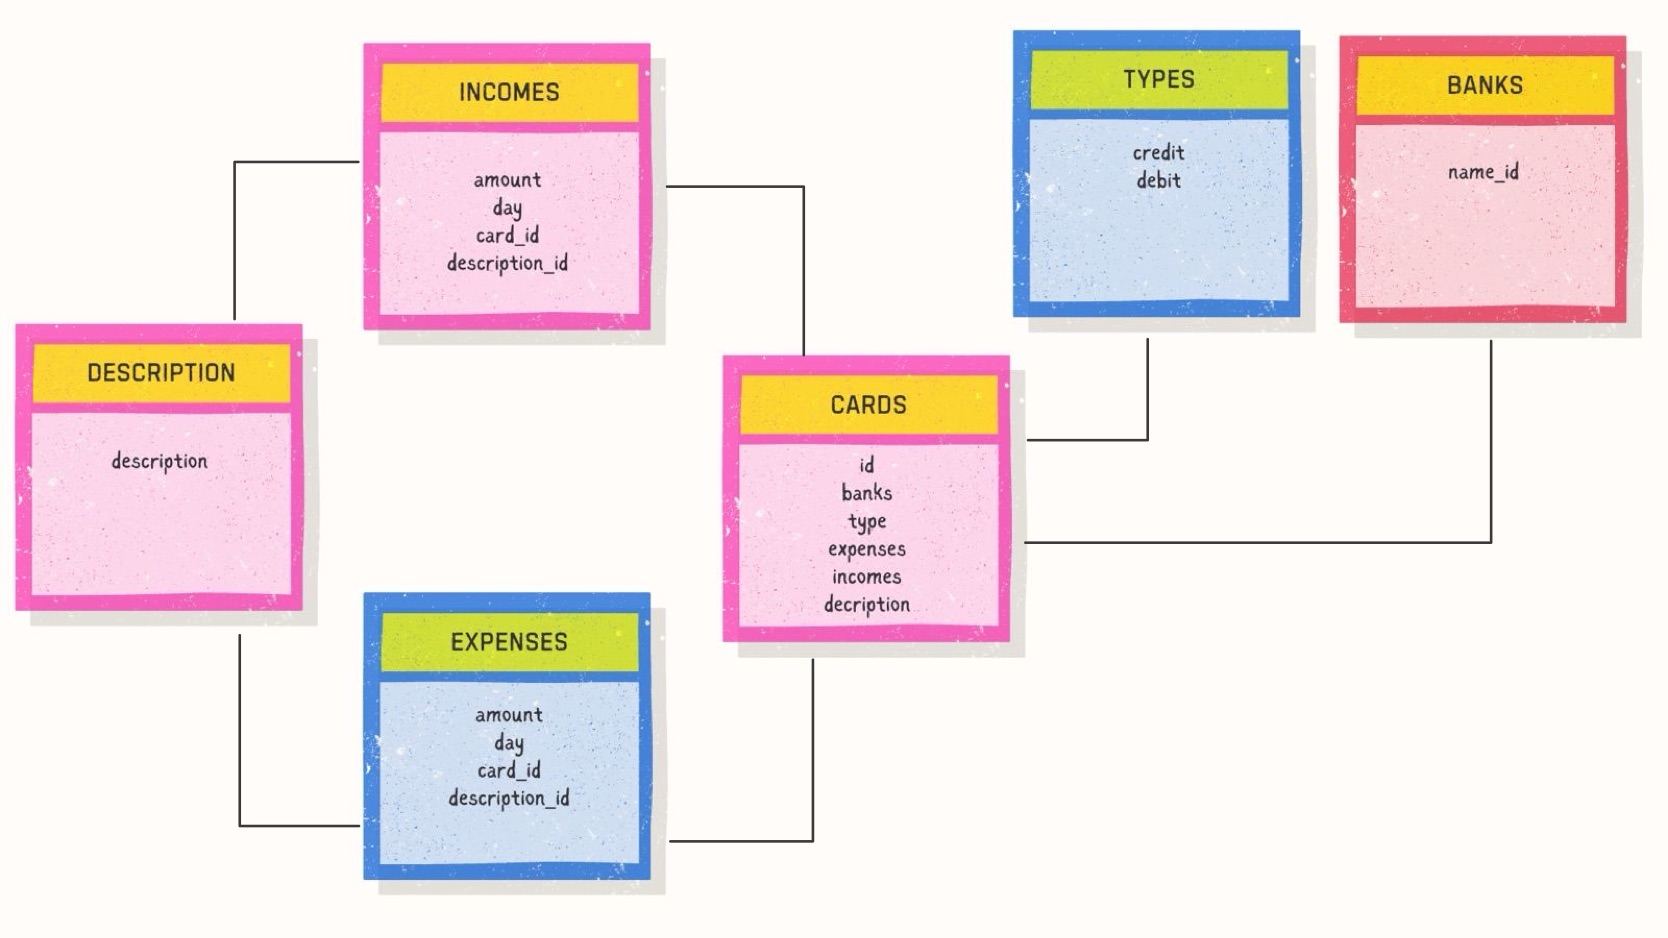 INCOMES
amount
day
card_id
description_id
TYPES
credit
debit
BANKS
name_id
DESCRIPTION
description
CARDS
id
banks
type
expenses
incomes
decription
EXPENSES
amount
day
card_id
description_id